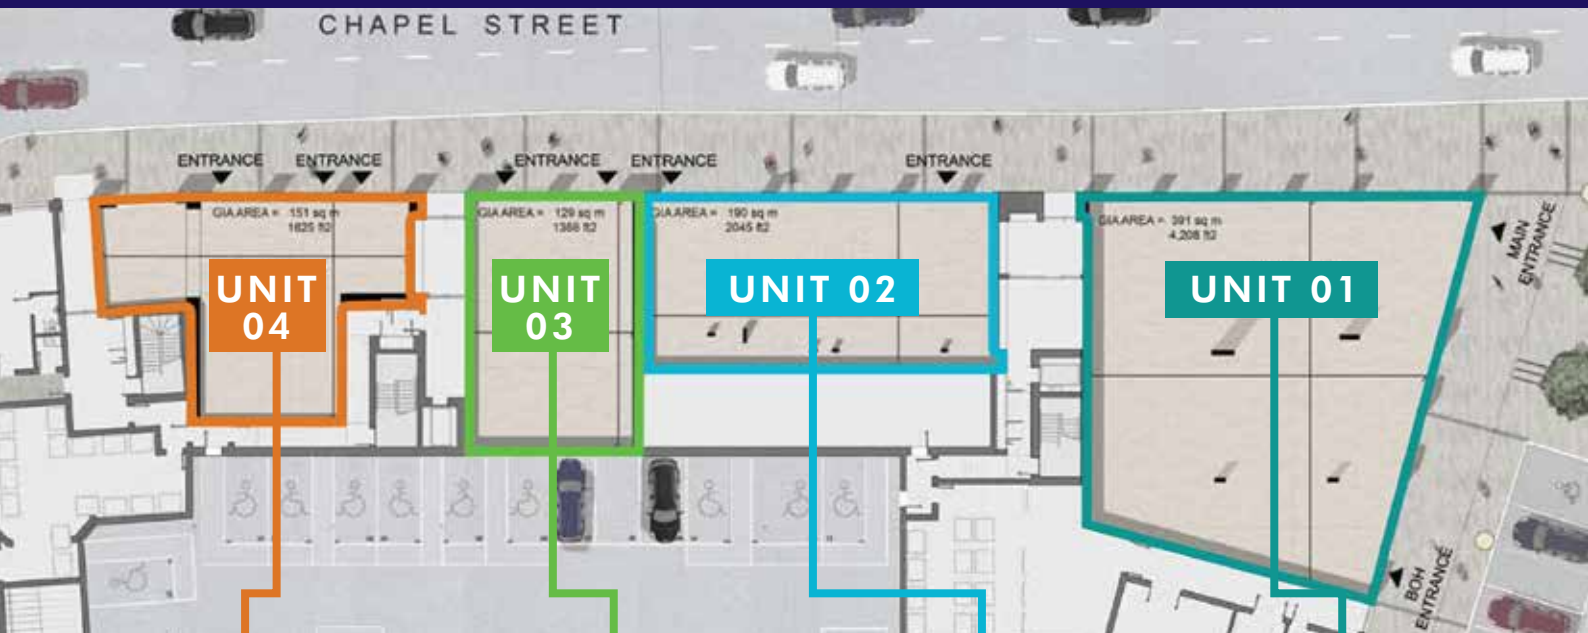 CHAPEL STREET
ENTRANCE
ENTRANCE
ENTRANCE
ENTRANCE
ENTRANCE
GIA AREA = 151 sq m
1625 ft2
GIA AREA = 129 sq m
1388 ft2
GIA AREA = 190 sq m
2045 ft2
GIA AREA = 391 sq m
4,208 ft2
MAIN
ENTRANCE
UNIT
04
UNIT
03
UNIT 02
UNIT 01
BOH
ENTRANCE